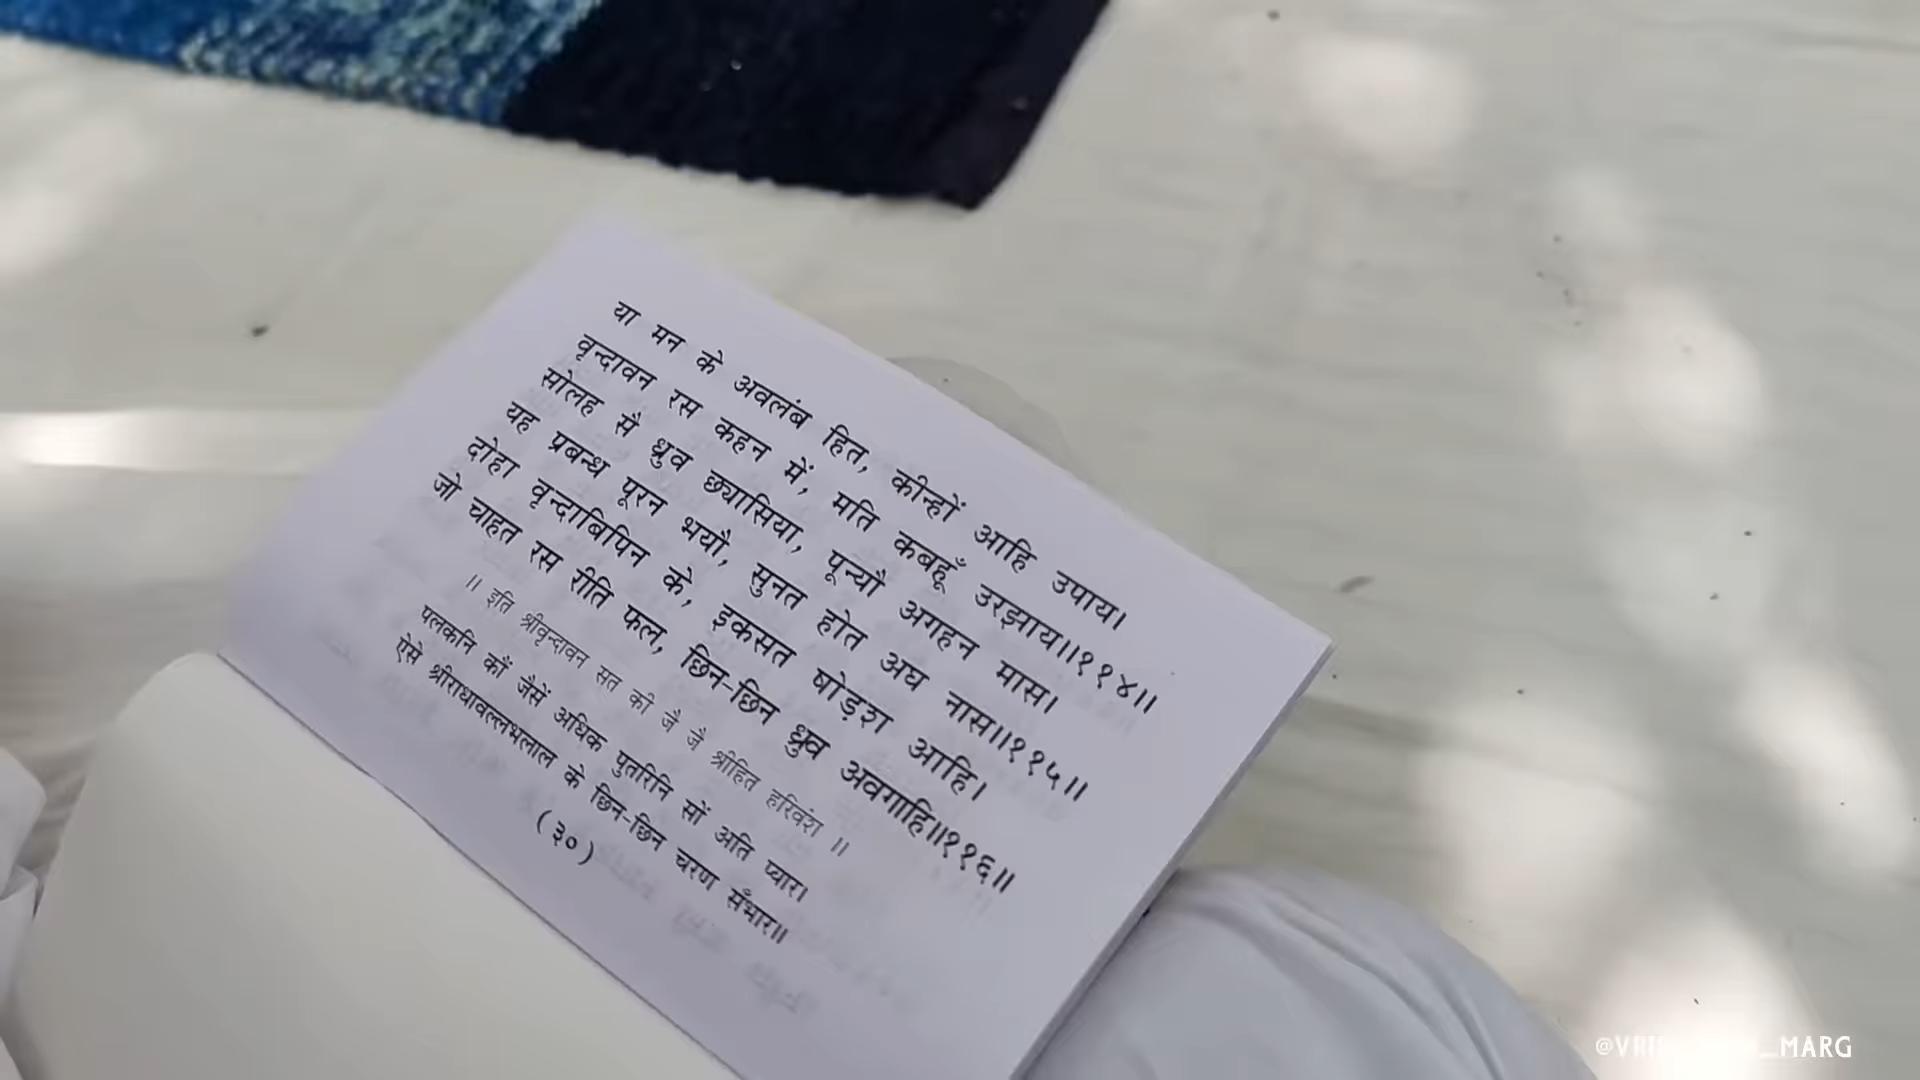 या मन के अवलंब हित, कीन्हों आहि उपाय।
वृन्दावन रस कहन में, मति कबहूँ उरझाय॥११४॥
सोलह सै ध्रुव छ्यासिया, पून्यौ अगहन मास।
यह प्रबन्ध पूरन भयौ, सुनत होत अघ नास॥११५॥
दोहा वृन्दाबिपिन के, इकसत षोड़श आहि।
जो चाहत रस रीति फल, छिन-छिन ध्रुव अवगाहि॥११६॥
॥ इति श्रीवृन्दावन सत की जै जै श्रीहित हरिवंश ॥
पलकनि कौं जैसें अधिक पुतरिनि सों अति प्यार।
ऐसे श्रीराधावल्लभलाल के छिन-छिन चरण सँभार॥
(३०)
_MARG